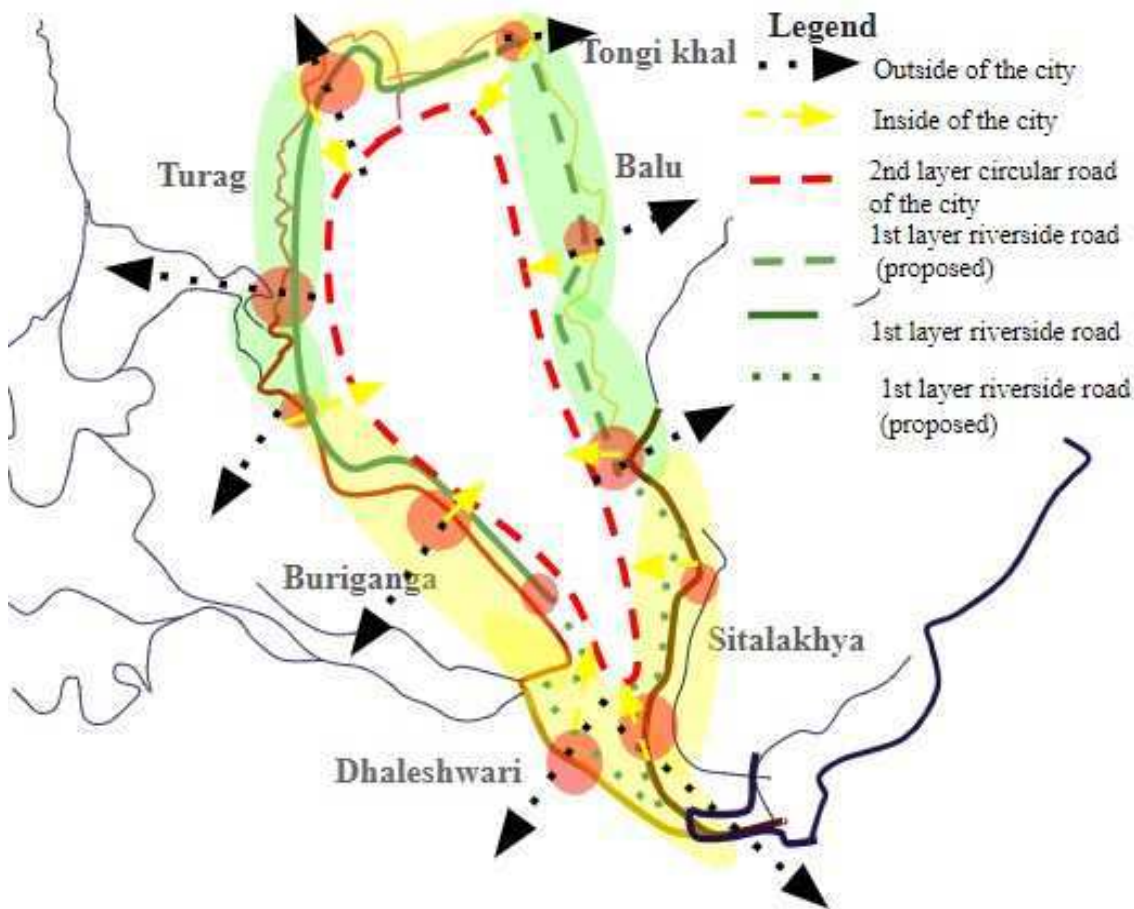 Legend
Tongi khal
Outside of the city
Inside of the city
Turag
Balu
2nd layer circular road
of the city
1st layer riverside road
(proposed)
1st layer riverside road
1st layer riverside road
(proposed)
Buriganga
Sitalakhya
Dhaleshwari